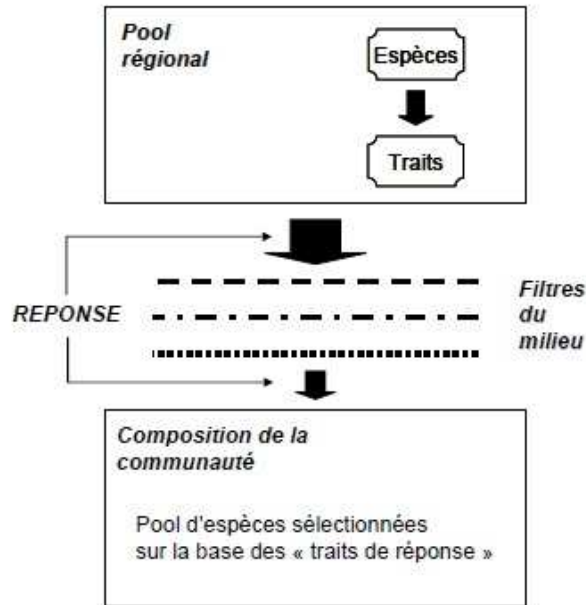 Pool
régional
Espèces
Traits
REPONSE
Filtres
du
milieu
Composition de la
communauté
Pool d'espèces sélectionnées
sur la base des « traits de réponse »